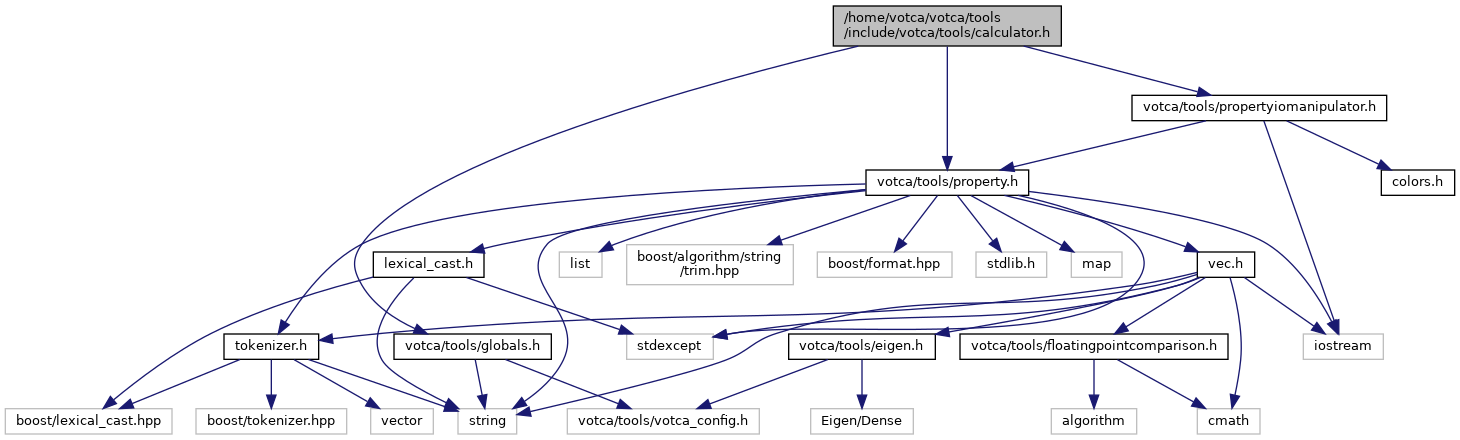 /home/votca/votca/tools
/include/votca/tools/calculator.h
votca/tools/propertyiomanipulator.h
votca/tools/property.h
colors.h
lexical_cast.h
list
boost/algorithm/string
/trim.hpp
boost/format.hpp
stdlib.h
map
vec.h
tokenizer.h
votca/tools/globals.h
stdexcept
votca/tools/eigen.h
votca/tools/floatingpointcomparison.h
iostream
boost/lexical_cast.hpp
boost/tokenizer.hpp
vector
string
votca/tools/votca_config.h
Eigen/Dense
algorithm
cmath